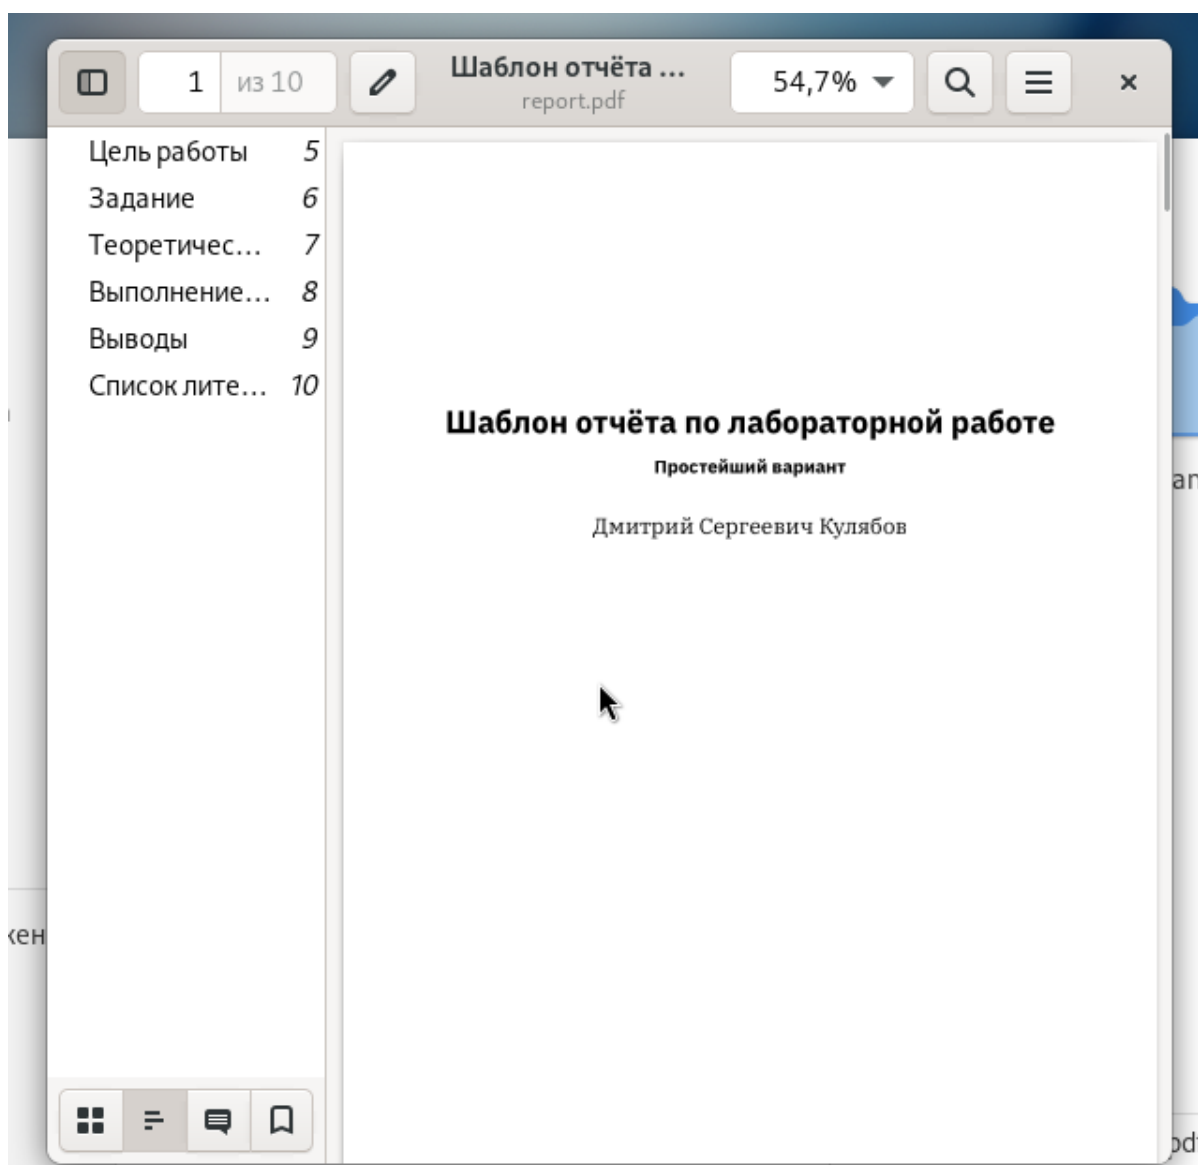 1 из 10
Шаблон отчёта ...
report.pdf
54,7%
Цель работы 5
Задание 6
Теоретичес... 7
Выполнение... 8
Выводы 9
Список лите... 10
Шаблон отчёта по лабораторной работе
Простейший вариант
Дмитрий Сергеевич Кулябов